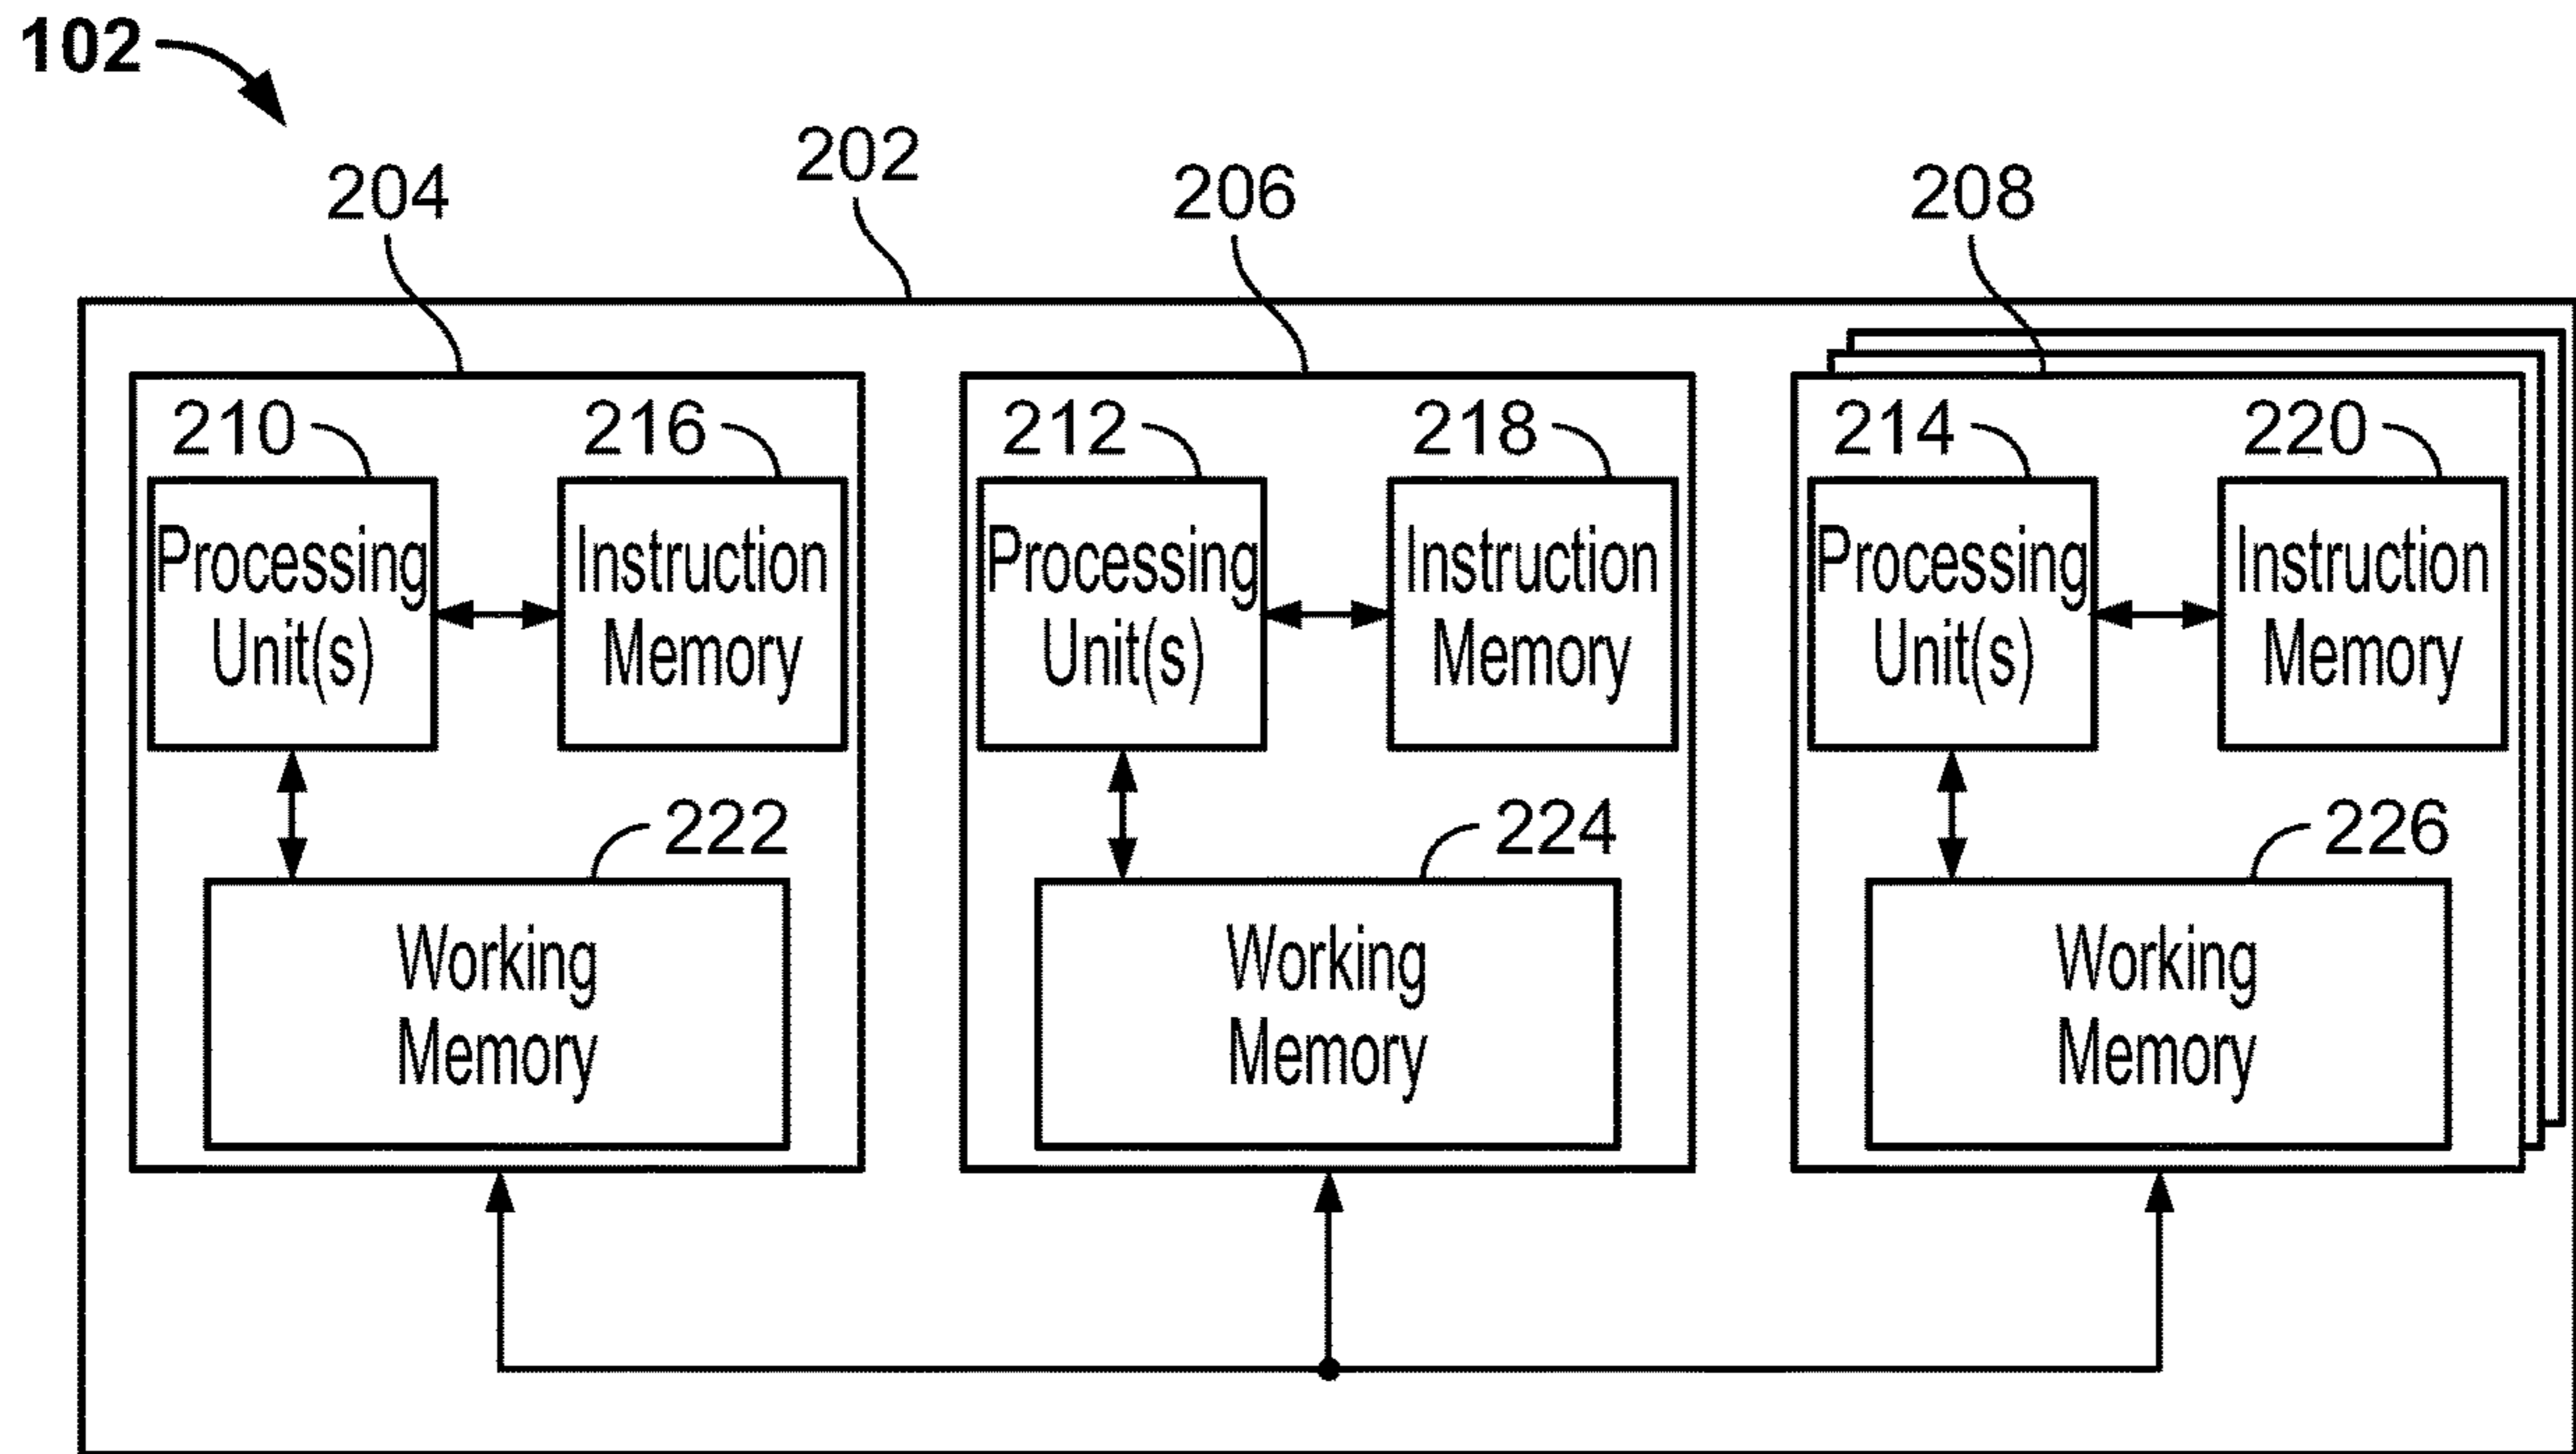 102
202
204
206
208
210
216
212
218
214
220
Processing
Unit(s)
Instruction
Memory
Processing
Unit(s)
Instruction
Memory
Processing
Unit(s)
Instruction
Memory
222
224
226
Working
Memory
Working
Memory
Working
Memory